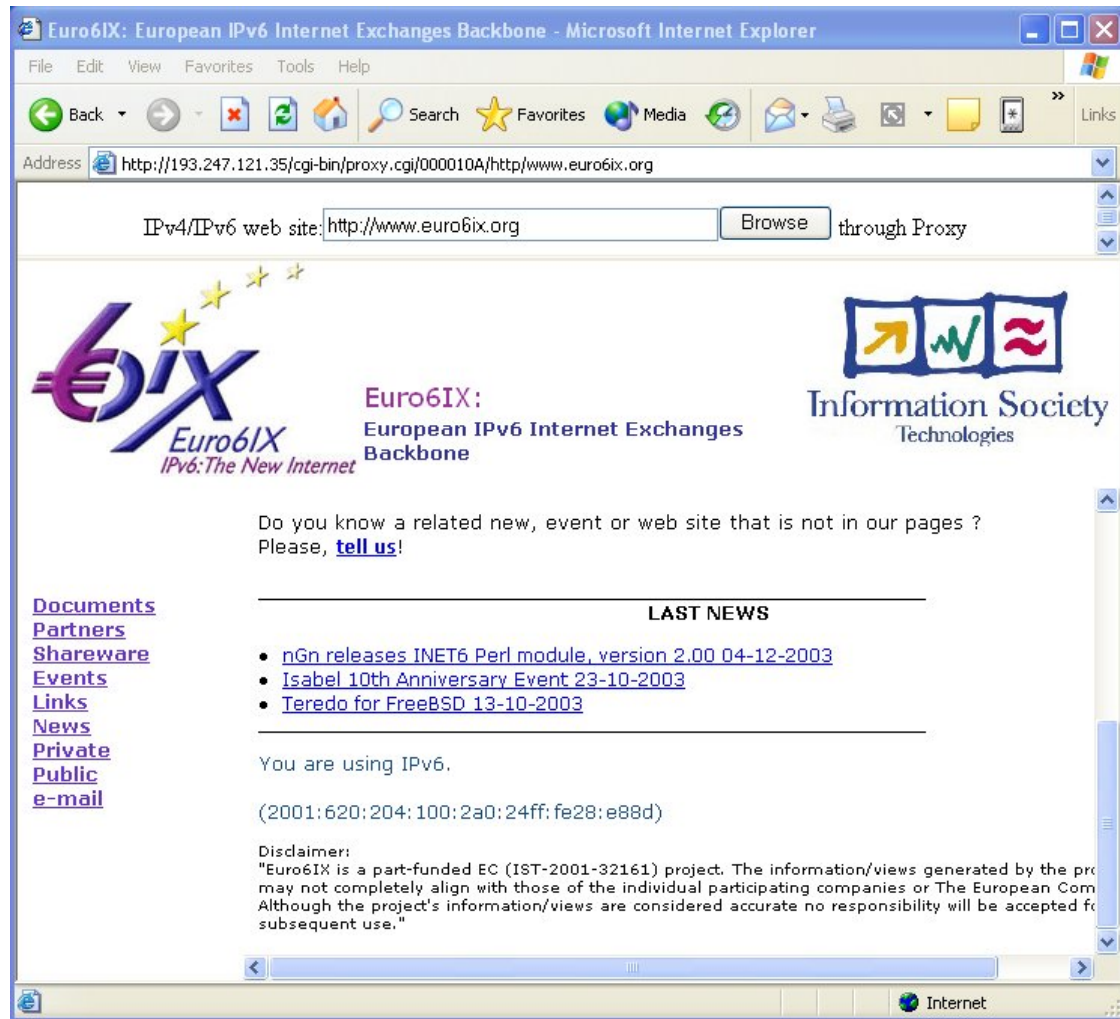 Euro6IX: European IPv6 Internet Exchanges Backbone - Microsoft Internet Explorer
File Edit View Favorites Tools Help
Back Search Favorites Media » Links
Address http://193.247.121.35/cgi-bin/proxy.cgi/000010A/http/www.euro6ix.org
IPv4/IPv6 web site: http://www.euro6ix.org Browse through Proxy
€6IX
Euro6IX
IPv6:The New Internet
Euro6IX:
European IPv6 Internet Exchanges
Backbone
Information Society
Technologies
Do you know a related new, event or web site that is not in our pages ?
Please, tell us!
Documents
Partners
Shareware
Events
Links
News
Private
Public
e-mail
LAST NEWS
• nGn releases INET6 Perl module, version 2.00 04-12-2003
• Isabel 10th Anniversary Event 23-10-2003
• Teredo for FreeBSD 13-10-2003
You are using IPv6.
(2001:620:204:100:2a0:24ff:fe28:e88d)
Disclaimer:
"Euro6IX is a part-funded EC (IST-2001-32161) project. The information/views generated by the pro
may not completely align with those of the individual participating companies or The European Com
Although the project's information/views are considered accurate no responsibility will be accepted fo
subsequent use."
Internet